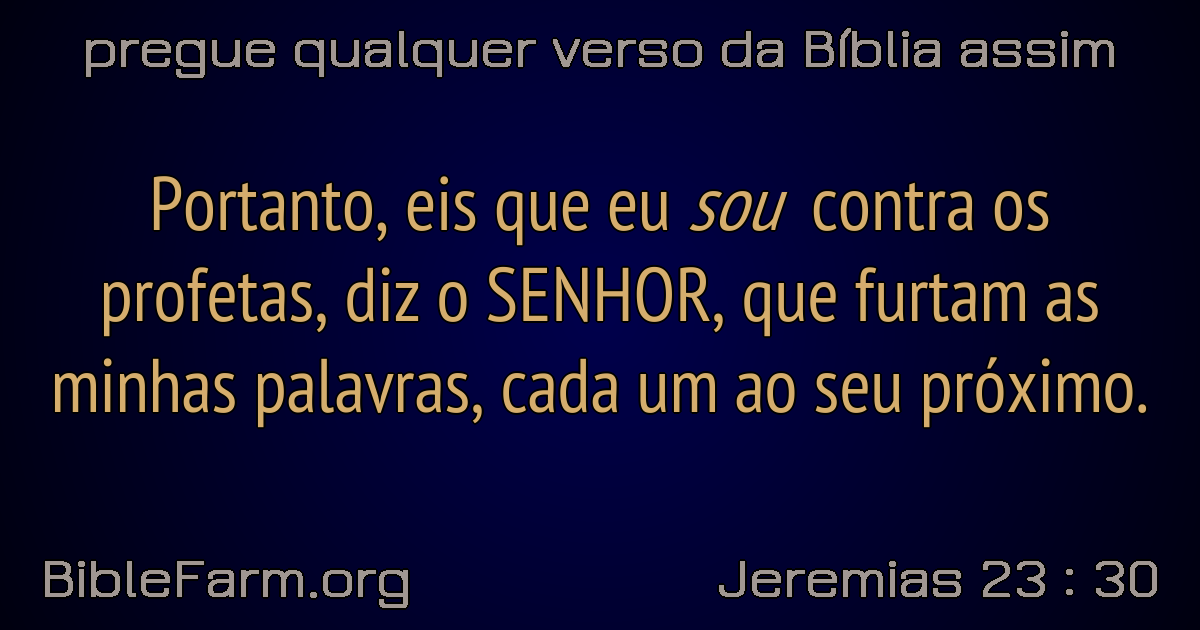 pregue qualquer verso da Bíblia assim
Portanto, eis que eu sou contra os
profetas, diz o SENHOR, que furtam as
minhas palavras, cada um ao seu próximo.
BibleFarm.org
Jeremias 23 : 30